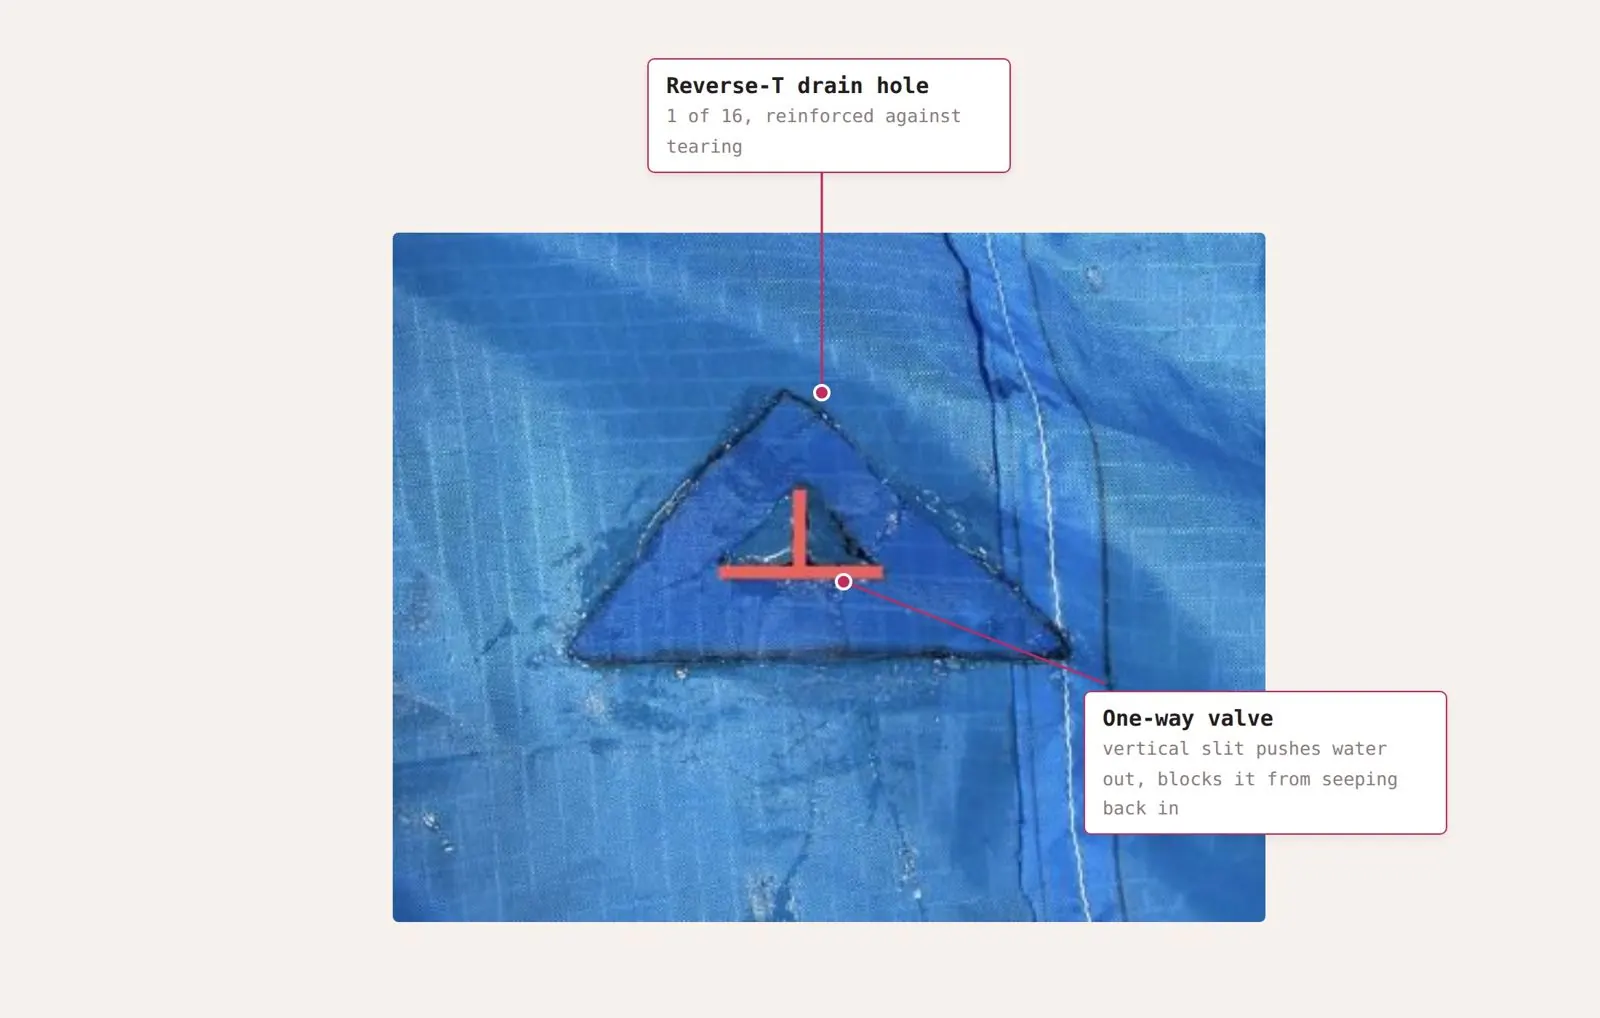 Reverse-T drain hole
1 of 16, reinforced against
tearing
One-way valve
vertical slit pushes water
out, blocks it from seeping
back in